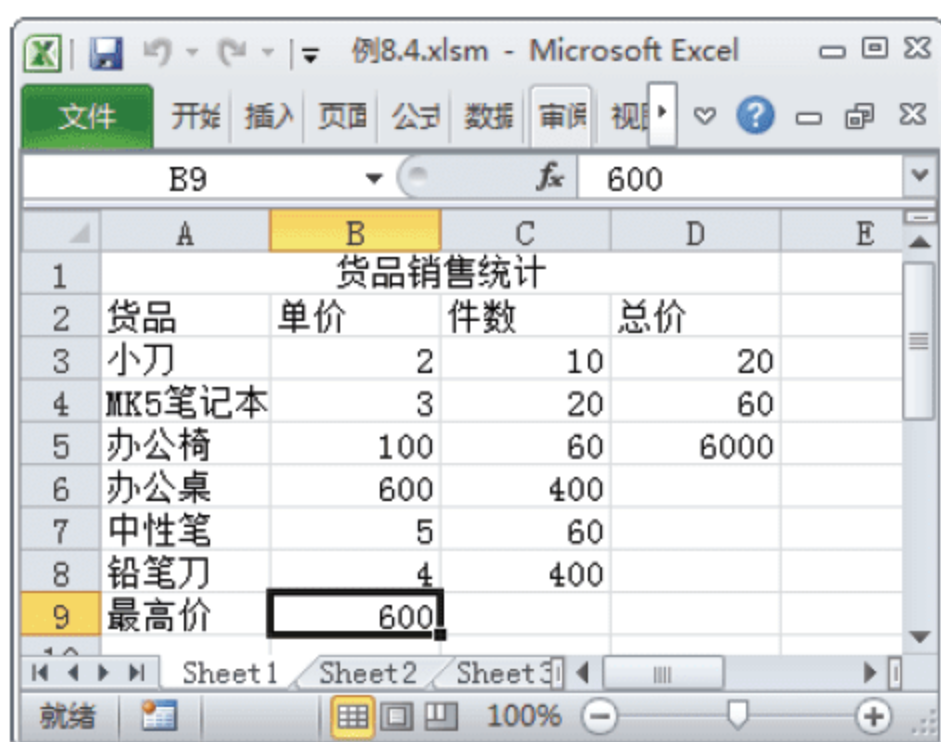 例8.4.xlsm - Microsoft Excel
文件 开始 插入 页面 公式 数据 审阅 视图
B9 fx 600
A B C D E
1 货品销售统计
2 货品 单价 件数 总价
3 小刀 2 10 20
4 MK5笔记本 3 20 60
5 办公椅 100 60 6000
6 办公桌 600 400
7 中性笔 5 60
8 铅笔刀 4 400
9 最高价 600
Sheet1 Sheet2 Sheet3
就绪 100%